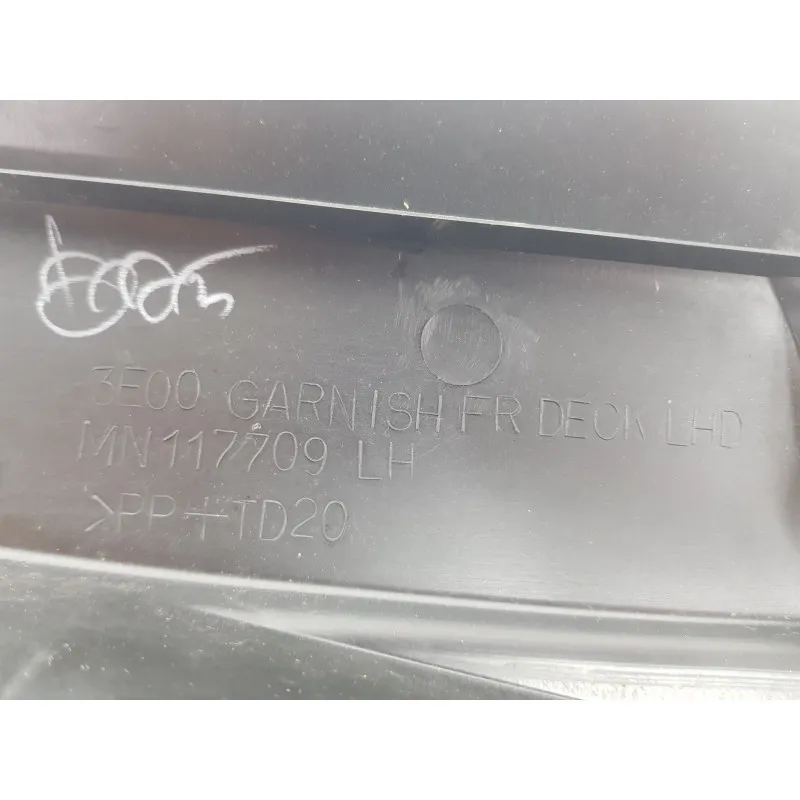 3E00 GARNISH FR DECK LHD
MN117709 LH
>PP+TD20